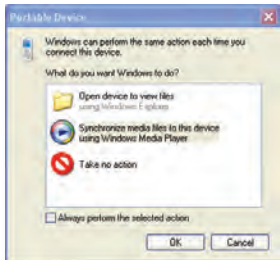 Portable Device
Windows can perform the same action each time you
connect this device.
What do you want Windows to do?
Open device to view files
using Windows Explorer
Synchronize media files to this device
using Windows Media Player
Take no action
Always perform the selected action
OK
Cancel